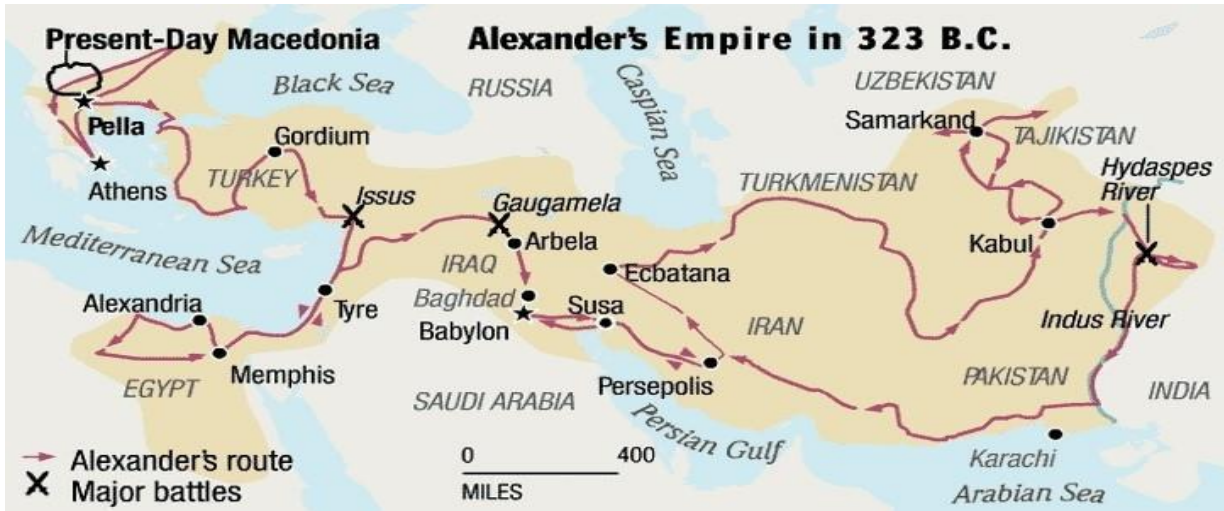 Present-Day Macedonia
Alexander's Empire in 323 B.C.
Black Sea
RUSSIA
Caspian Sea
UZBEKISTAN
Samarkand
TAJIKISTAN
Pella
Gordium
Hydaspes
River
Athens
TURKEY
Issus
Gaugamela
TURKMENISTAN
Mediterranean Sea
Arbela
Kabul
IRAQ
Ecbatana
Alexandria
Tyre
Baghdad
Susa
Babylon
IRAN
Indus River
Memphis
EGYPT
Persepolis
PAKISTAN
INDIA
SAUDI ARABIA
Persian Gulf
Alexander's route
Major battles
0 400
MILES
Karachi
Arabian Sea